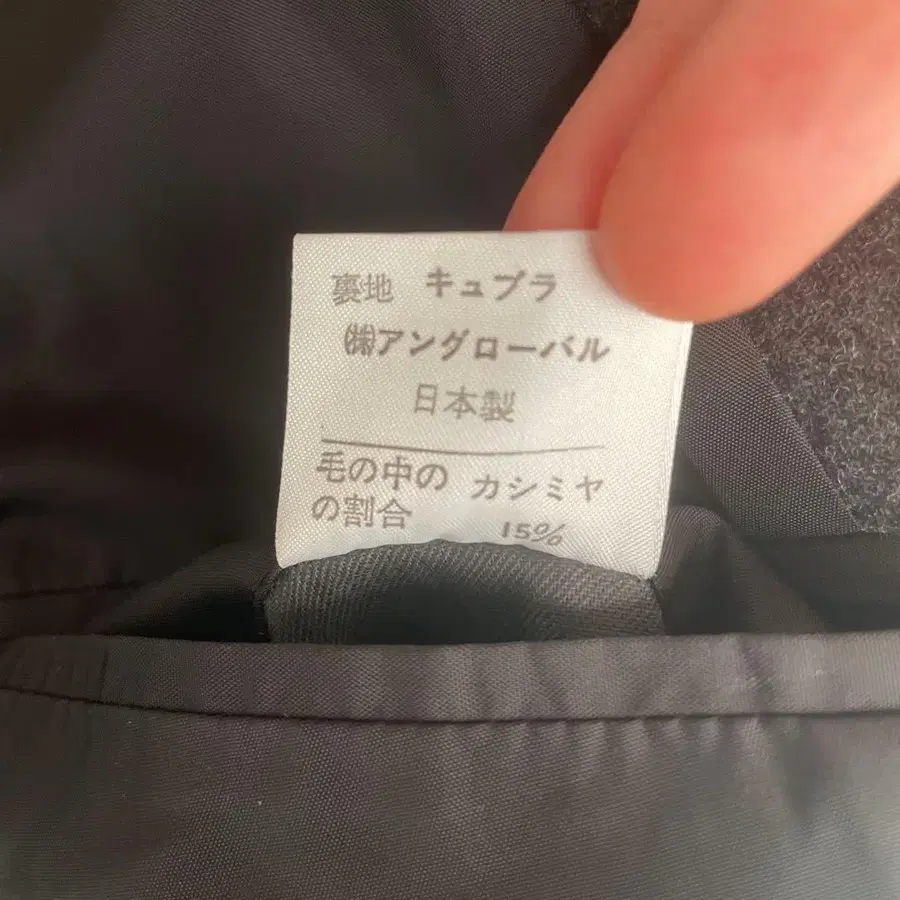 裏地 キュプラ
㈱アングローバル
日本製
毛の中の カシミヤ
の割合 15%